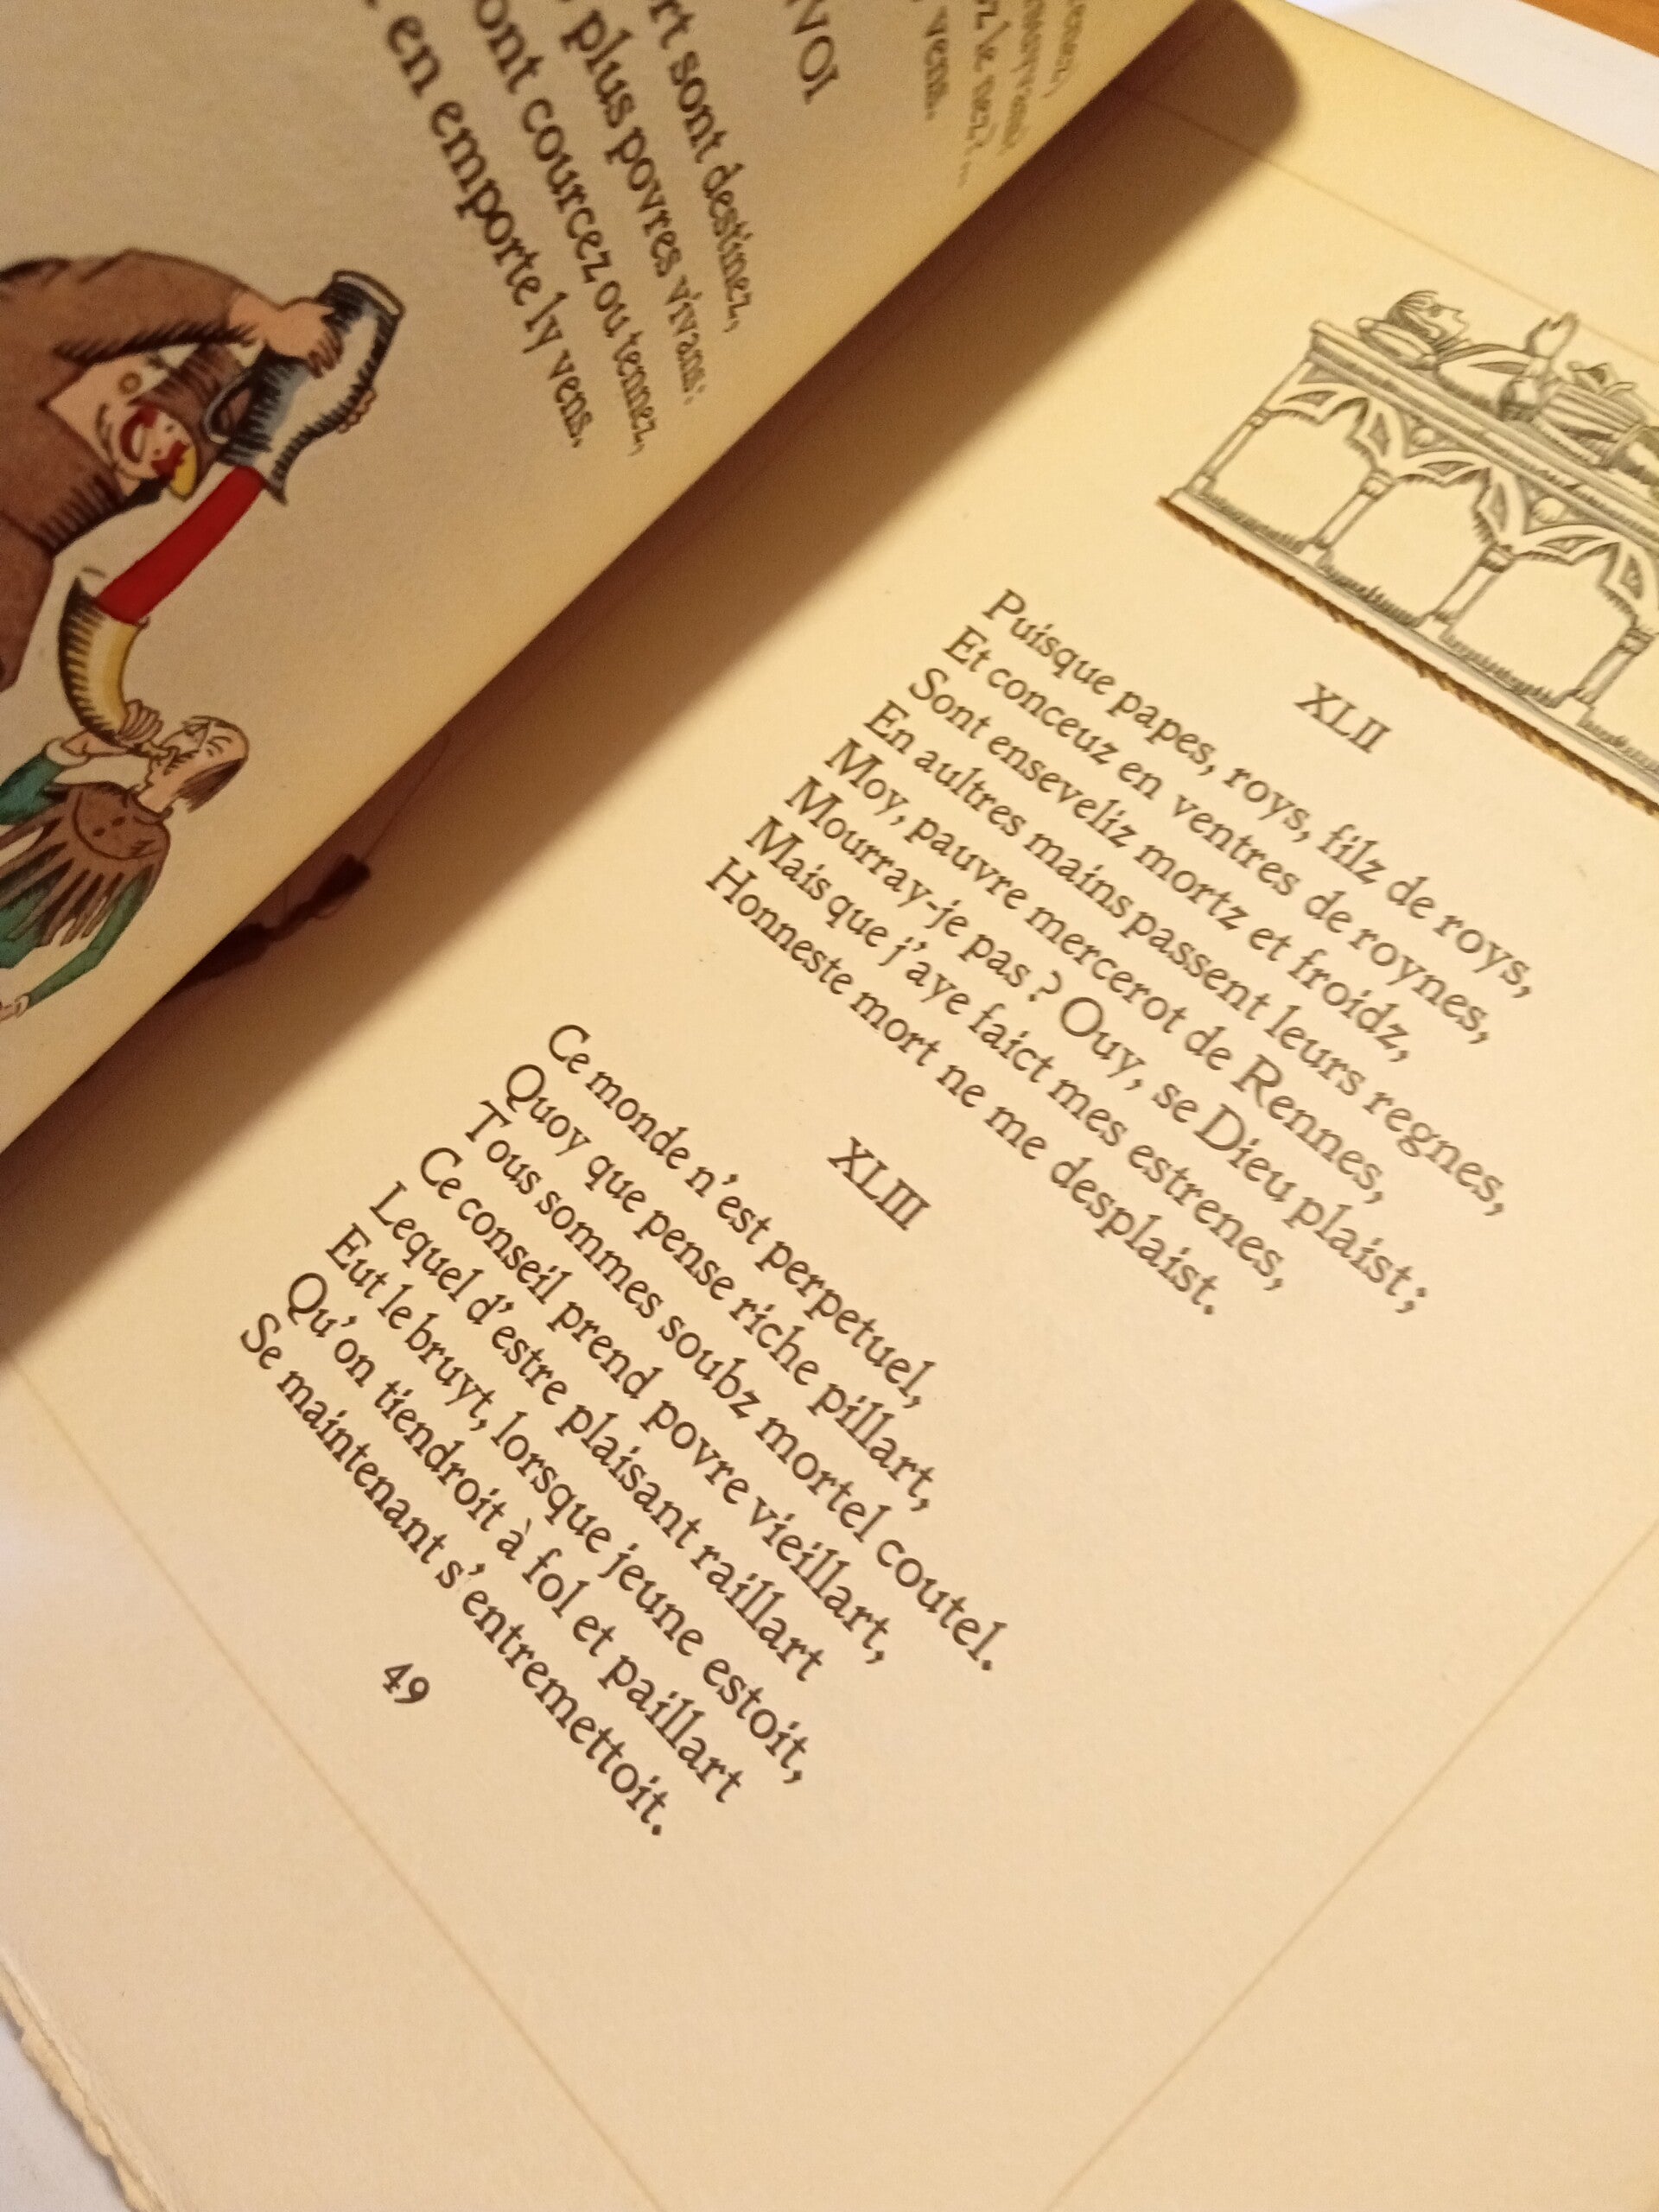 VOI
rt sont destinez,
plus povres vivans:
ont courcez ou tennez,
en emporte ly vens.
vens.
XLII
Puisque papes, roys, filz de roys,
Et conceuz en ventres de roynes,
Sont enseveliz mortz et froidz,
En aultres mains passent leurs regnes,
Moy, pauvre mercerot de Rennes,
Mourray-je pas ? Ouy, se Dieu plaist ;
Mais que j'aye faict mes estrenes,
Honneste mort ne me desplaist.
XLIII
Ce monde n'est perpetuel,
Quoy que pense riche pillart,
Tous sommes soubz mortel coutel.
Ce conseil prend povre vieillart,
Lequel d'estre plaisant raillart
Eut le bruyt, lorsque jeune estoit,
Qu'on tiendroit à fol et paillart
Se maintenant s'entremettoit.
49